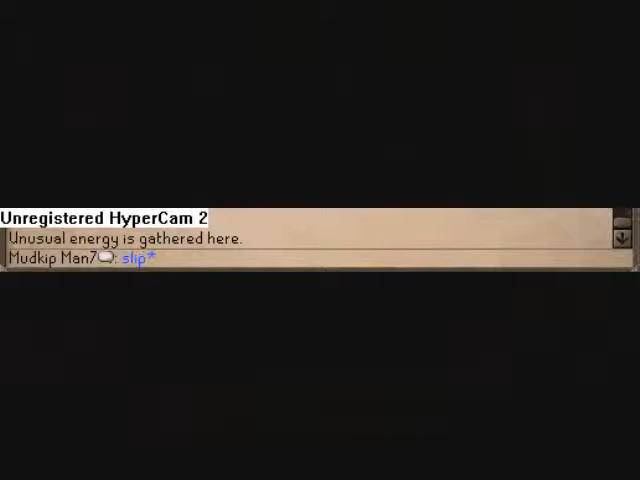 Unregistered HyperCam 2
Unusual energy is gathered here.
Mudkip Man7: slip*